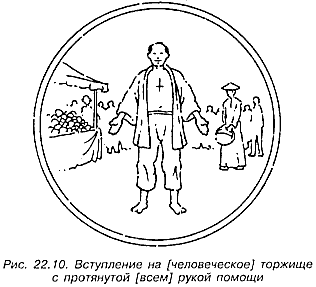 Рис. 22.10. Вступление на [человеческое] торжище
с протянутой [всем] рукой помощи